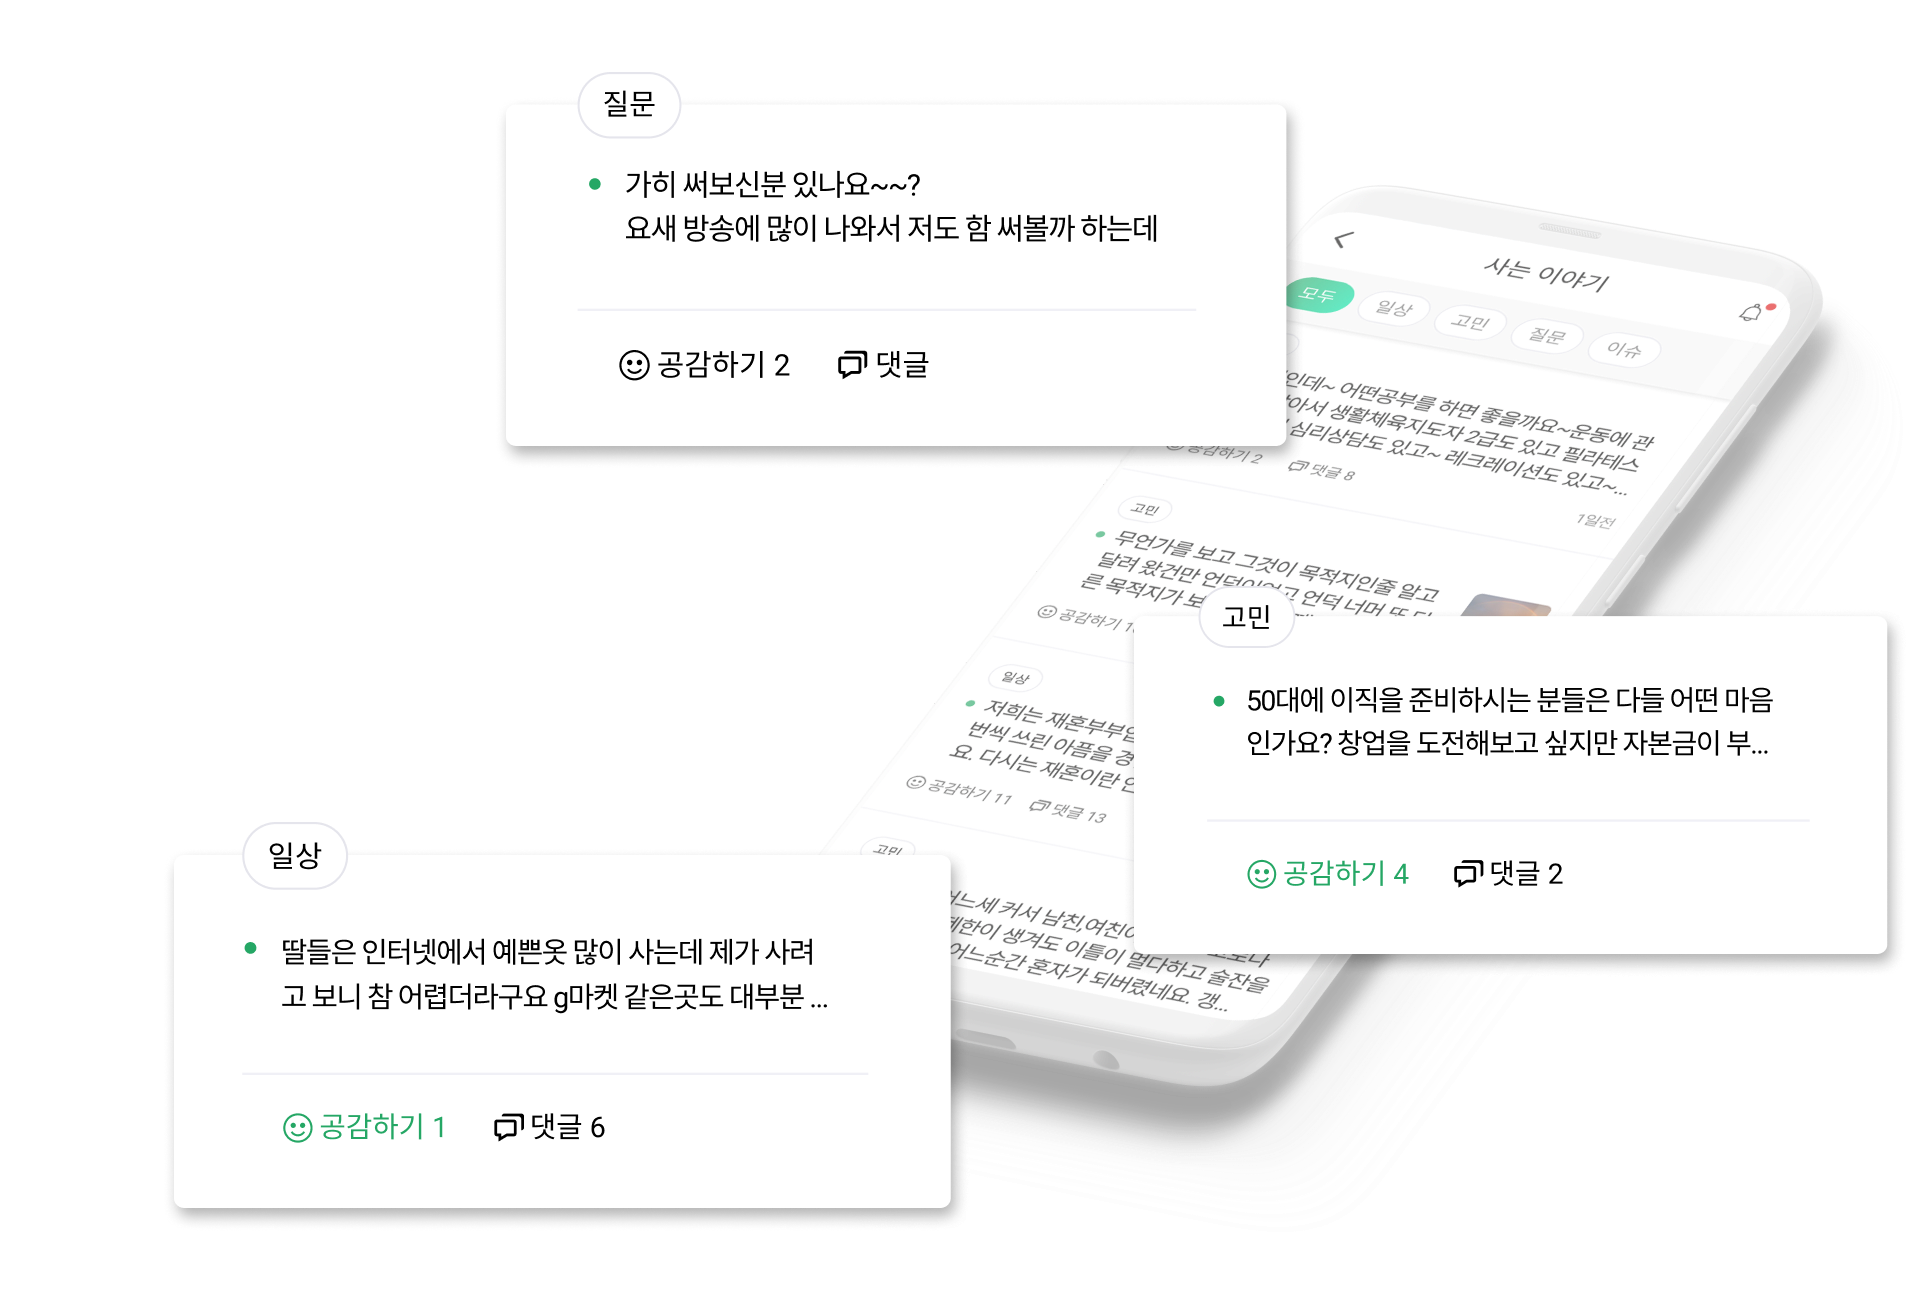 질문
가히 써보신분 있나요~~?
요새 방송에 많이 나와서 저도 함 써볼까 하는데
공감하기 2 댓글
사는 이야기
모두 일상 고민 질문 이슈
인데~ 어떤공부를 하면 좋을까요~운동에 관
아서 생활체육지도자 2급도 있고 필라테스
심리상담도 있고~ 레크레이션도 있고~...
공감하기 2 댓글 8
1일전
고민
무언가를 보고 그것이 목적지인줄 알고
달려 왔건만 언덕이었고 언덕 너머 또 다
른 목적지가
공감하기
고민
50대에 이직을 준비하시는 분들은 다들 어떤 마음
인가요? 창업을 도전해보고 싶지만 자본금이 부...
공감하기 4 댓글 2
일상
저희는 재혼부부입
번씩 쓰린 아픔을 경
요. 다시는 재혼이란
공감하기 11 댓글 13
고민
어느세 커서 남친,여친이
제한이 생겨도 이틀이 멀다하고 술잔을
어느순간 혼자가 되버렸네요. 갱...
일상
딸들은 인터넷에서 예쁜옷 많이 사는데 제가 사려
고 보니 참 어렵더라구요 g마켓 같은곳도 대부분 ...
공감하기 1 댓글 6